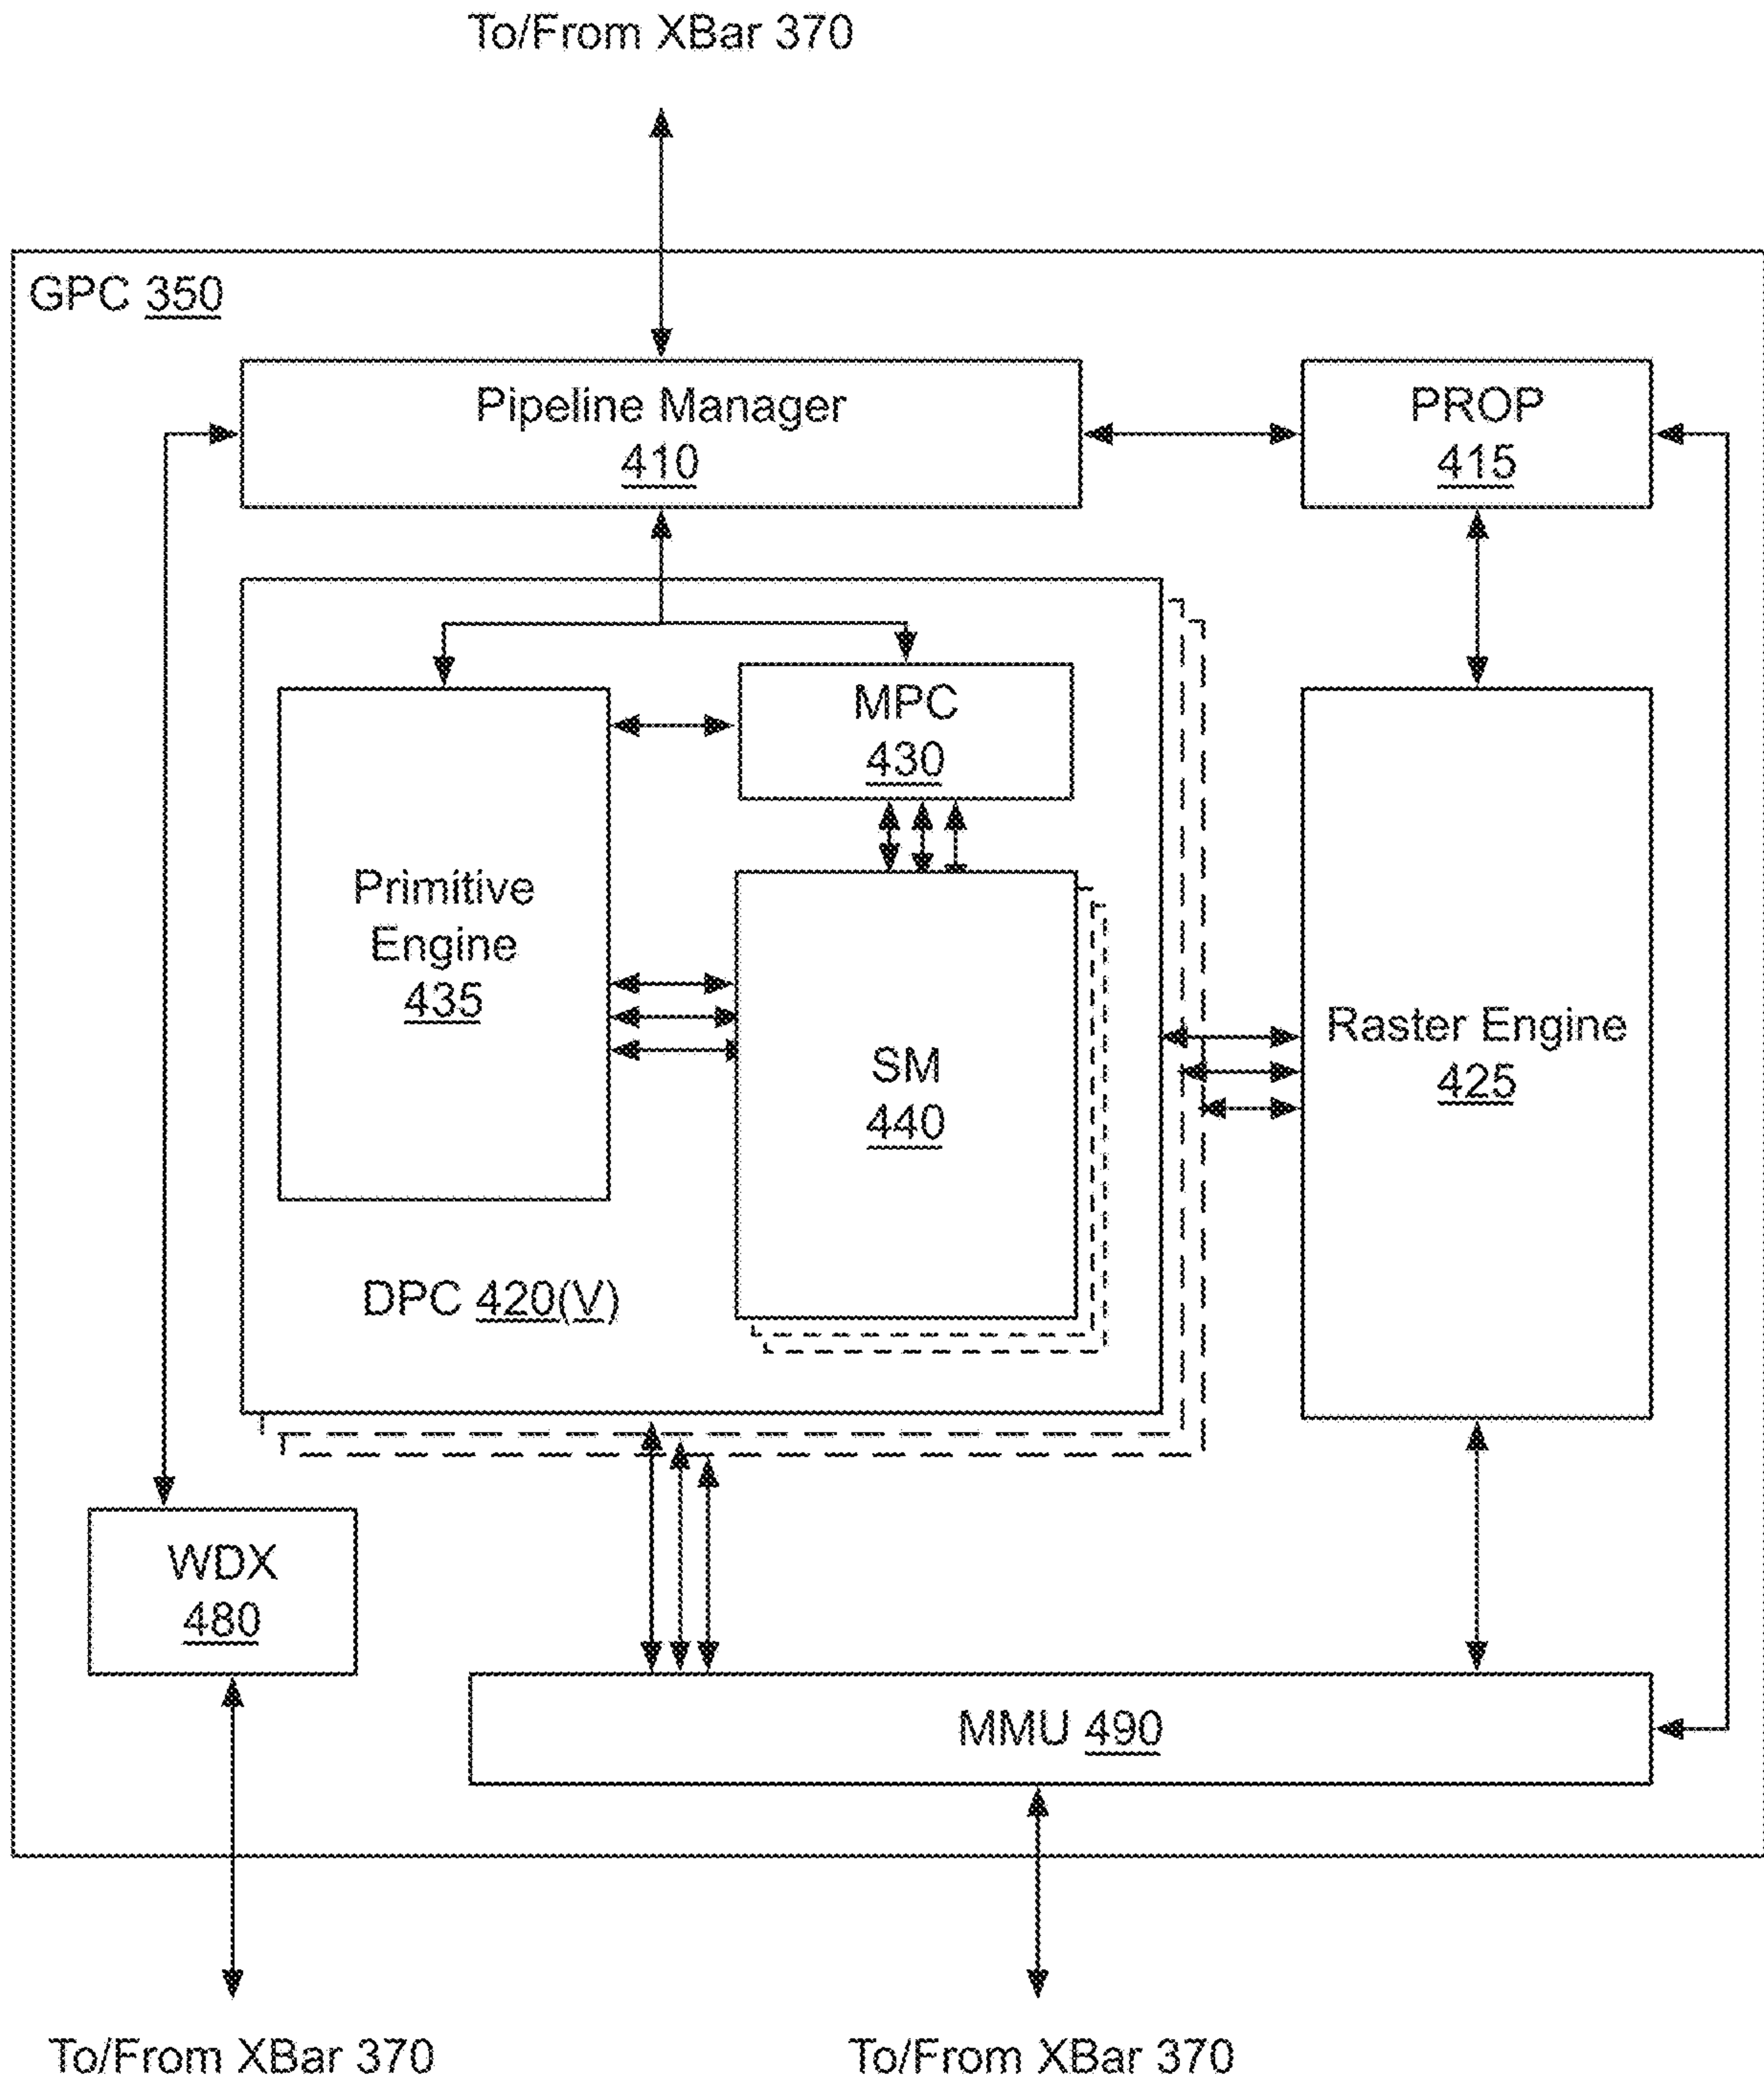 To/From XBar 370
GPC 350
Pipeline Manager
410
PROP
415
MPC
430
Primitive
Engine
435
SM
440
Raster Engine
425
DPC 420(V)
WDX
480
MMU 490
To/From XBar 370
To/From XBar 370